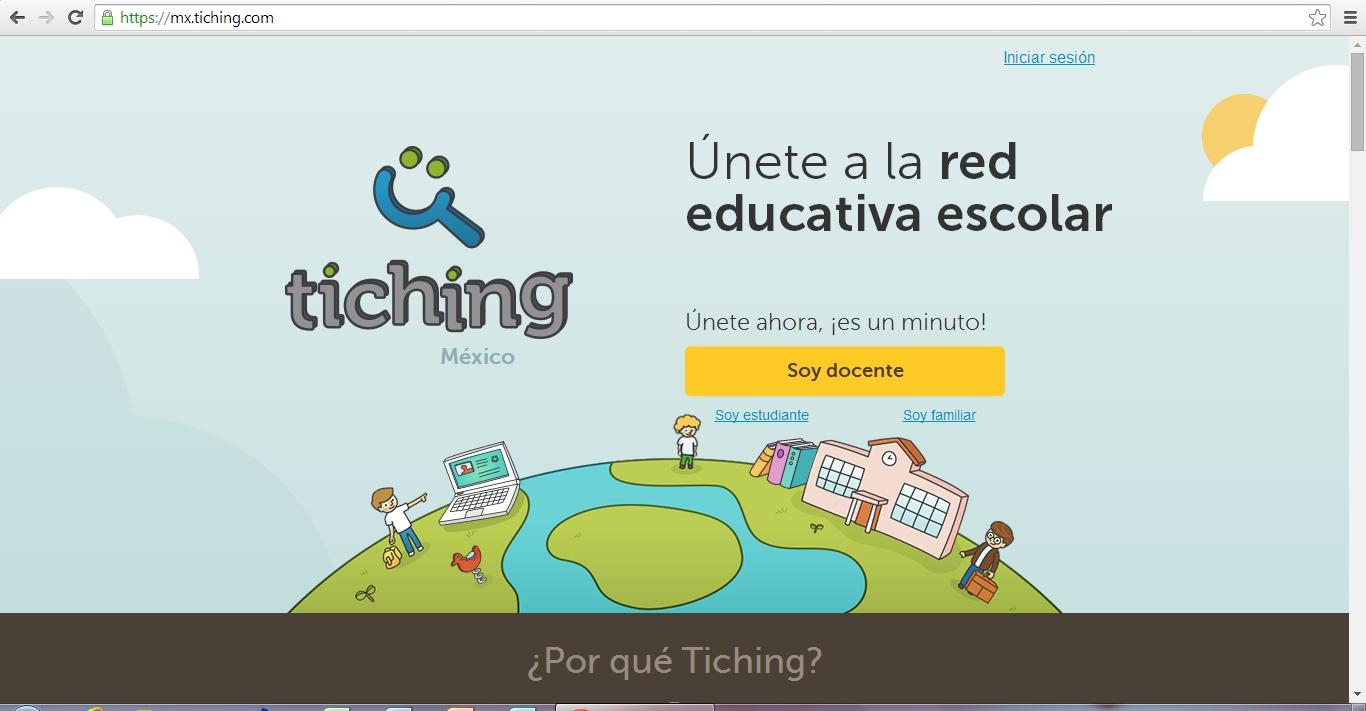 https://mx.tiching.com
Iniciar sesión
Únete a la red
educativa escolar
tiching
México
Únete ahora, ¡es un minuto!
Soy docente
Soy estudiante
Soy familiar
¿Por qué Tiching?